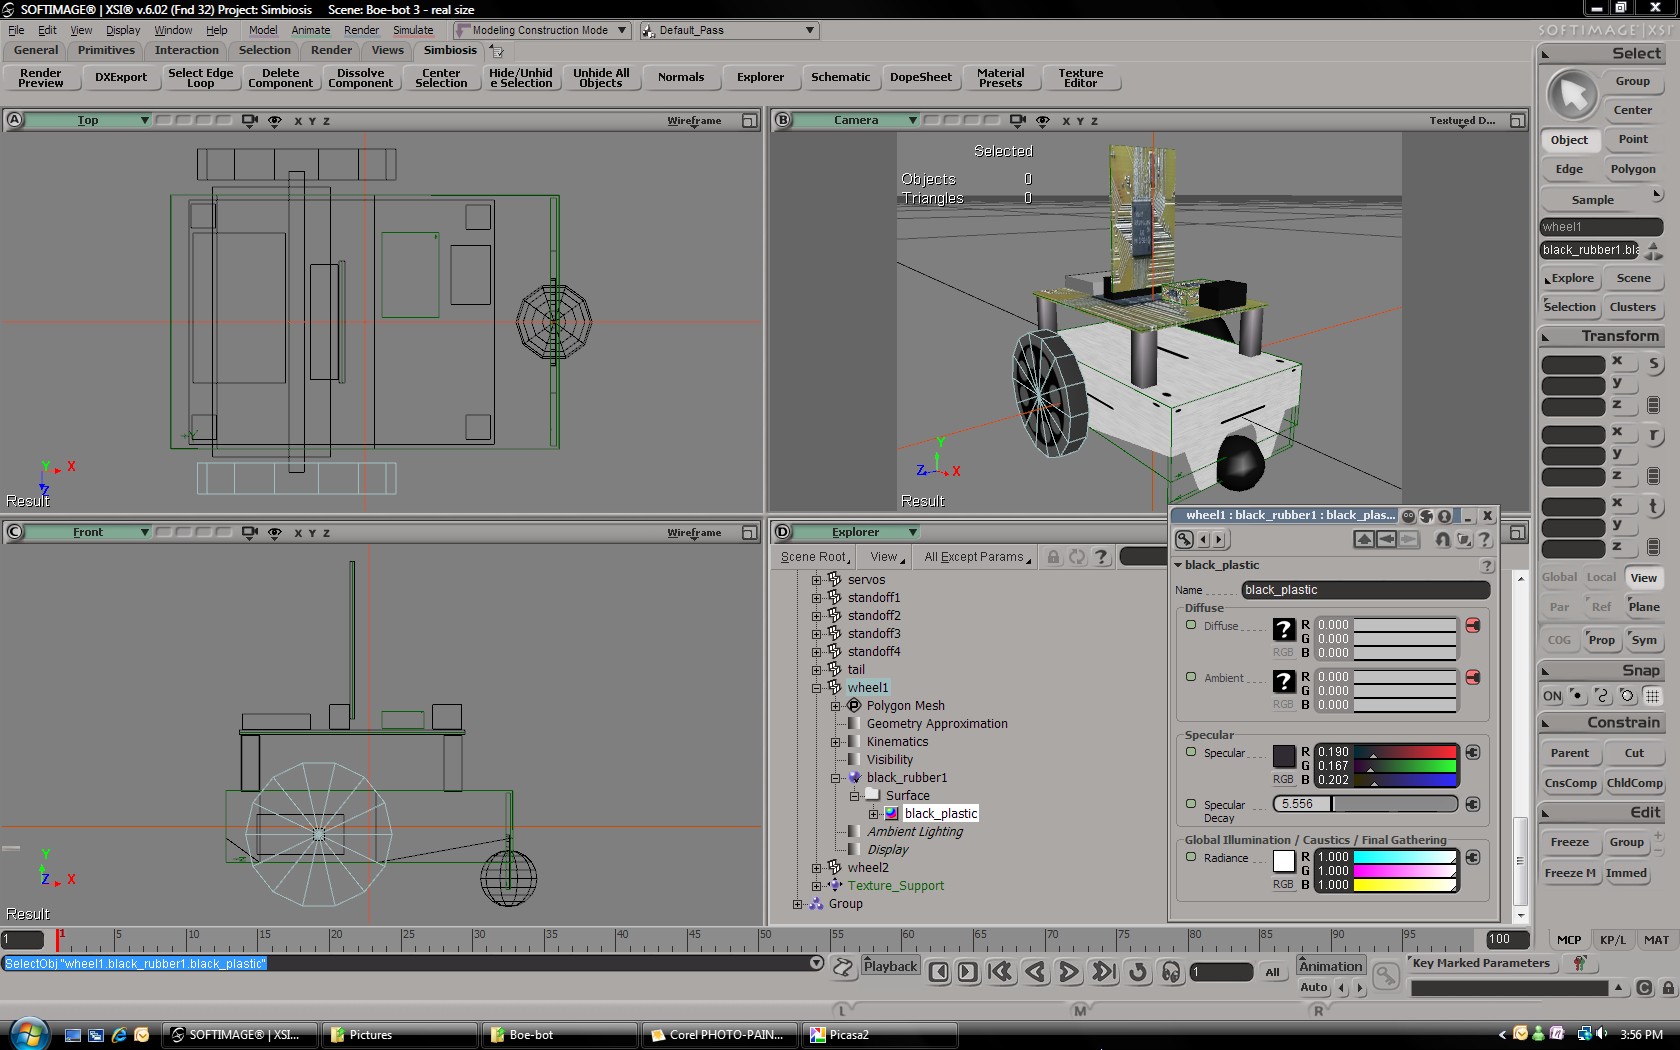 SOFTIMAGE® | XSI® v.6.02 (Fnd 32) Project: Simbiosis Scene: Boe-bot 3 - real size
File Edit View Display Window Help Model Animate Render Simulate Modeling Construction Mode Default_Pass
SOFTIMAGE|XSI
General Primitives Interaction Selection Render Views Simbiosis
Render Preview DXExport Select Edge Loop Delete Component Dissolve Component Center Selection Hide/Unhid e Selection Unhide All Objects Normals Explorer Schematic DopeSheet Material Presets Texture Editor
A Top X Y Z Wireframe
B Camera X Y Z Textured D...
Selected
Objects 0
Triangles 0
Y
X
Z
Result
Y
Z X
Result
C Front X Y Z Wireframe
D Explorer
Scene Root View All Except Params ?
servos
standoff1
standoff2
standoff3
standoff4
tail
wheel1
Polygon Mesh
Geometry Approximation
Kinematics
Visibility
black_rubber1
Surface
black_plastic
Ambient Lighting
Display
wheel2
Texture_Support
Group
Y
Z X
Result
wheel1 : black_rubber1 : black_plas...
black_plastic
Name black_plastic
Diffuse
Diffuse ? R 0.000
G 0.000
RGB B 0.000
Ambient ? R 0.000
G 0.000
RGB B 0.000
Specular
Specular R 0.190
G 0.167
RGB B 0.202
Specular Decay 5.556
Global Illumination / Caustics / Final Gathering
Radiance R 1.000
G 1.000
RGB B 1.000
Select
Group
Center
Object Point
Edge Polygon
Sample
wheel1
black_rubber1.bla
Explore Scene
Selection Clusters
Transform
x s
y
z
x r
y
z
x t
y
z
Global Local View
Par Ref Plane
COG Prop Sym
Snap
ON
Constrain
Parent Cut
CnsComp ChldComp
Edit
Freeze Group + -
Freeze M Immed
MCP KP/L MAT
1 1 5 10 15 20 25 30 35 40 45 50 55 60 65 70 75 80 85 90 95 100
SelectObj "wheel1.black_rubber1.black_plastic"
Playback 1 All Animation Key Marked Parameters
Auto
L M R
SOFTIMAGE® | XSI... Pictures Boe-bot Corel PHOTO-PAIN... Picasa2 3:56 PM